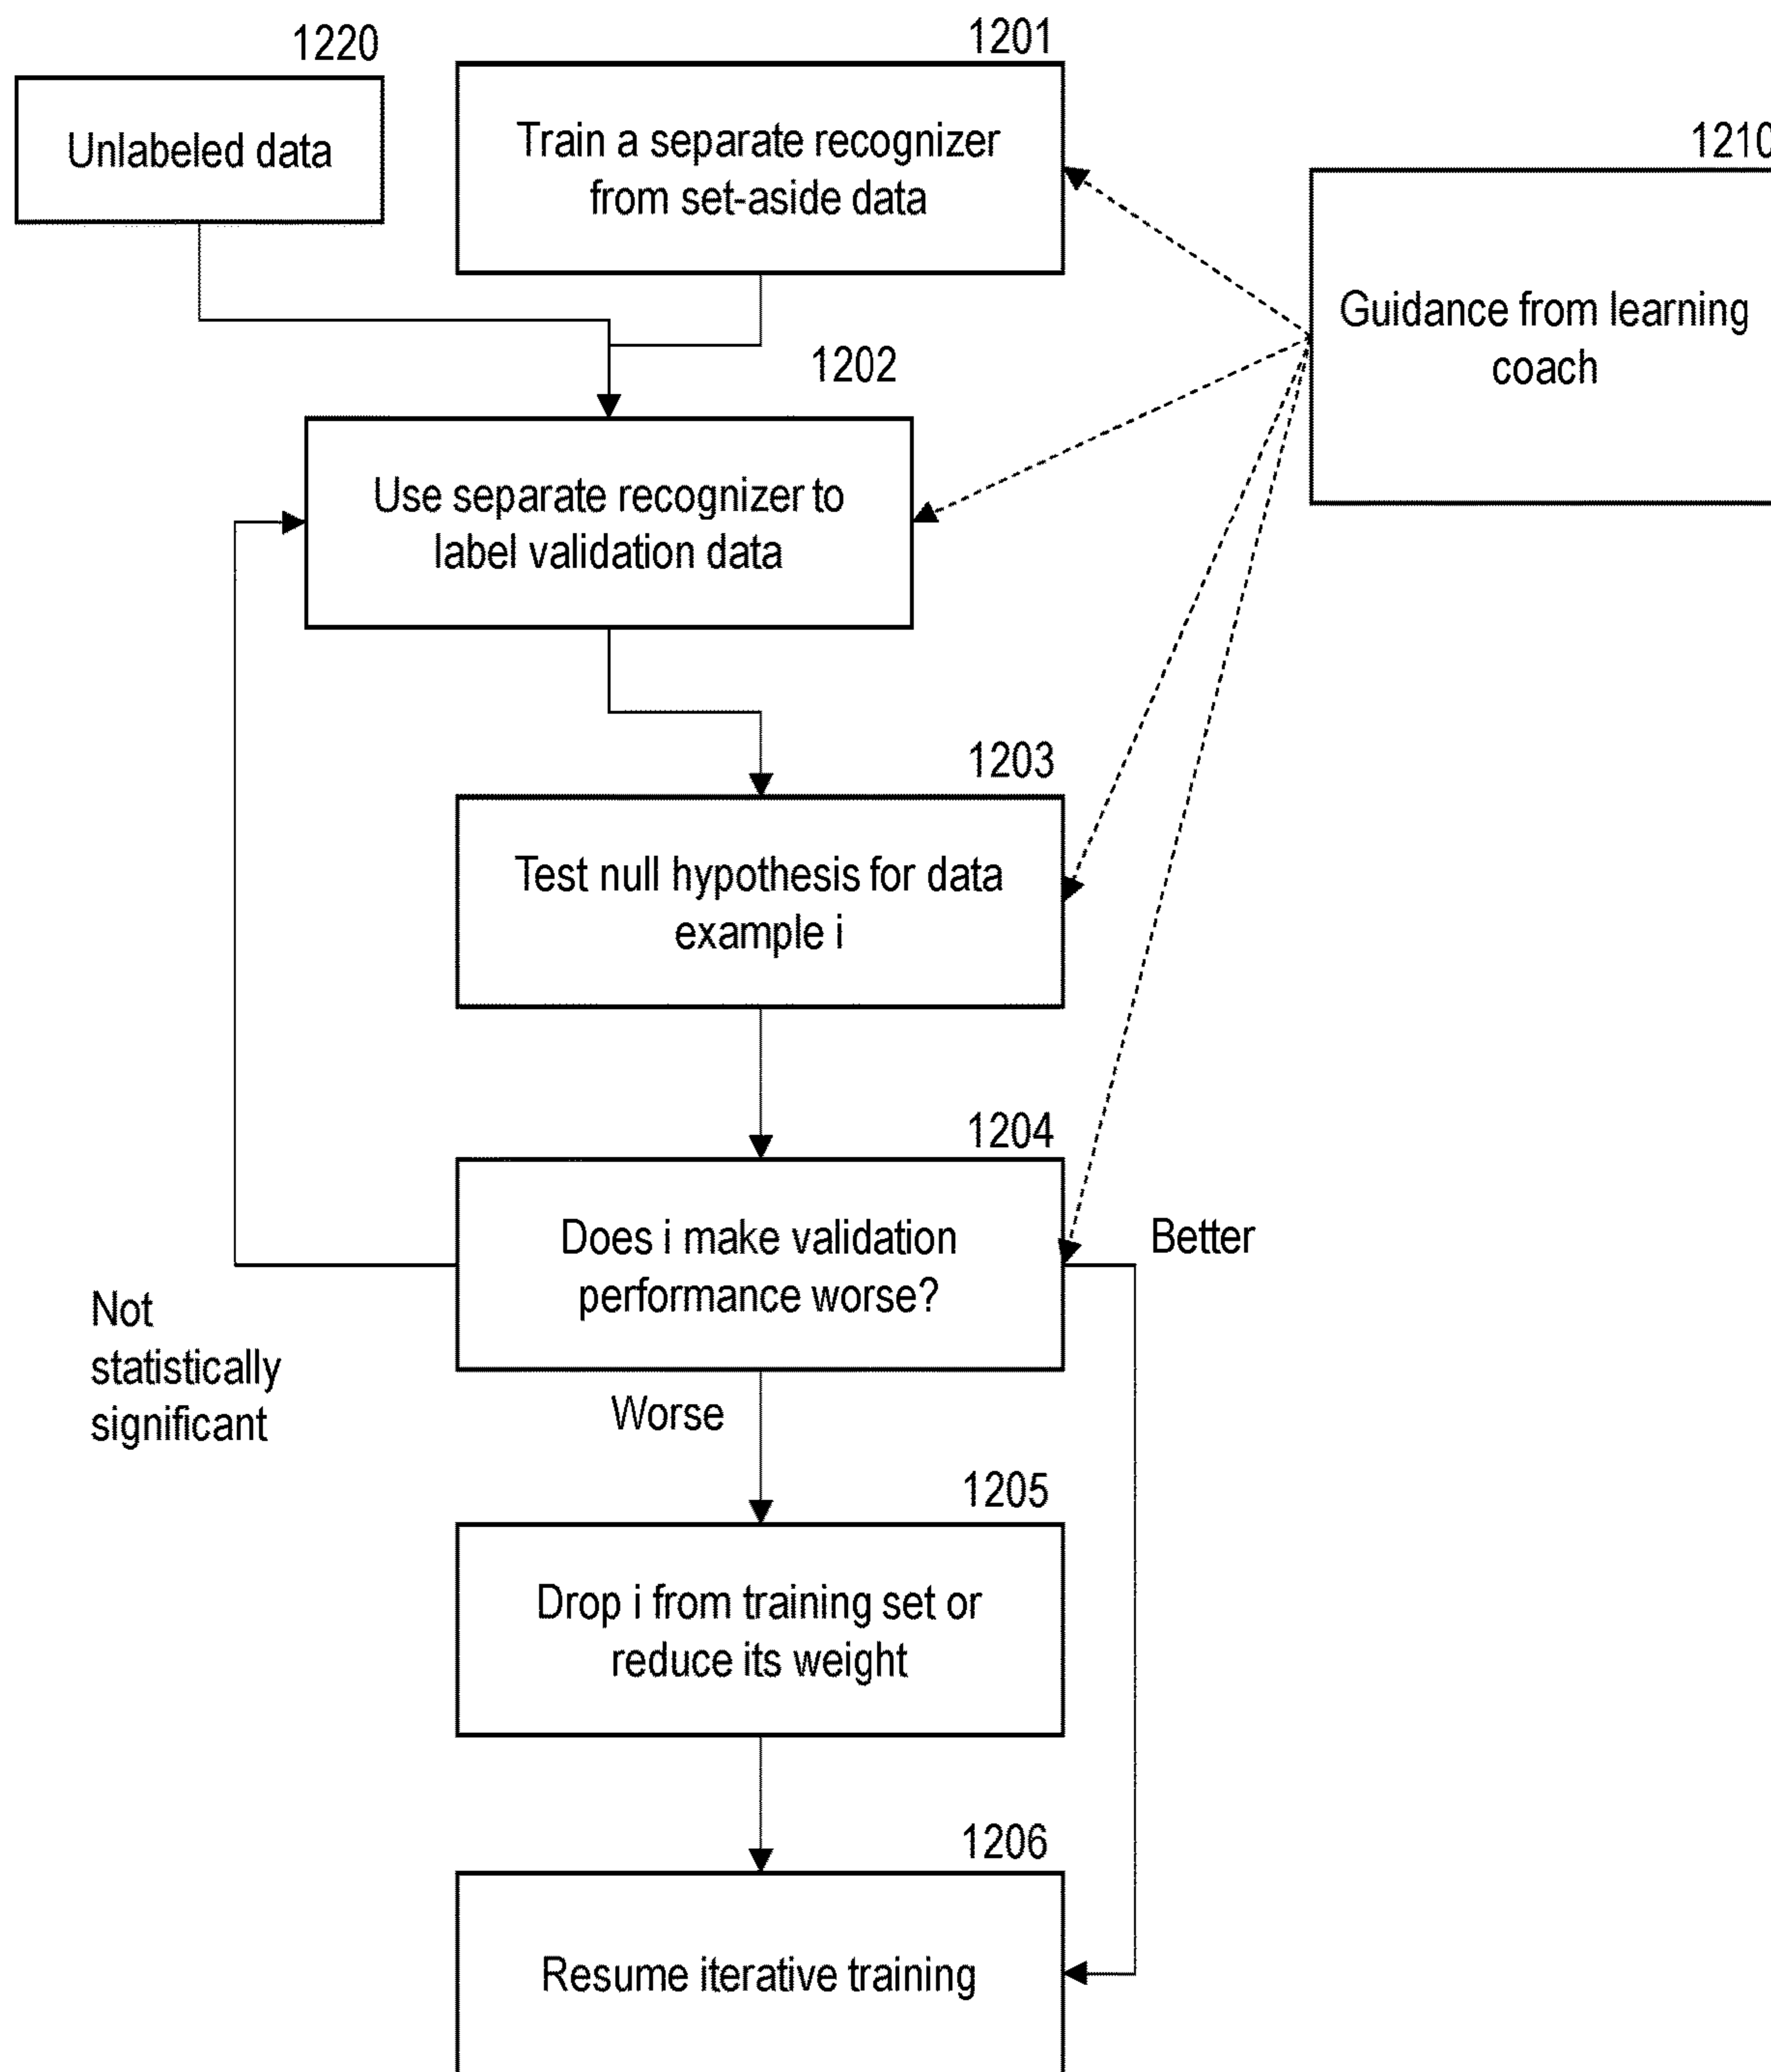 1220
Unlabeled data
1201
Train a separate recognizer
from set-aside data
1210
Guidance from learning
coach
1202
Use separate recognizer to
label validation data
1203
Test null hypothesis for data
example i
1204
Does i make validation
performance worse?
Better
Not
statistically
significant
Worse
1205
Drop i from training set or
reduce its weight
1206
Resume iterative training